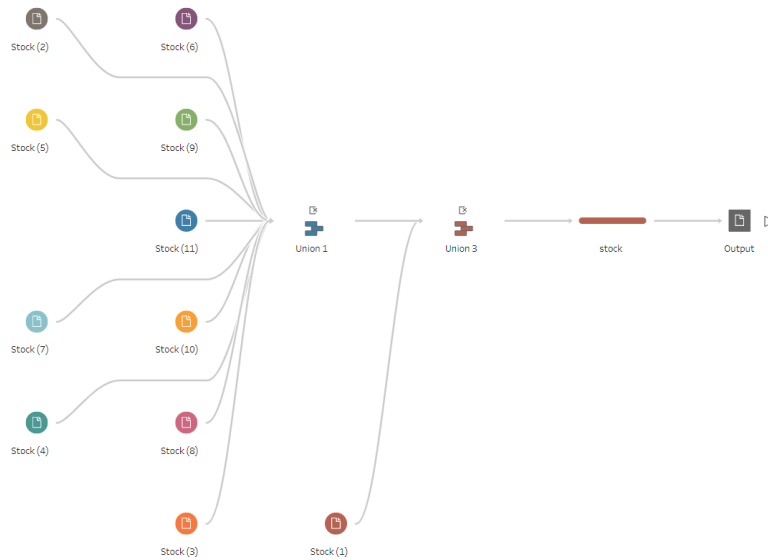 Stock (2)
Stock (6)
Stock (5)
Stock (9)
Stock (11)
Union 1
Union 3
stock
Output
Stock (7)
Stock (10)
Stock (4)
Stock (8)
Stock (3)
Stock (1)